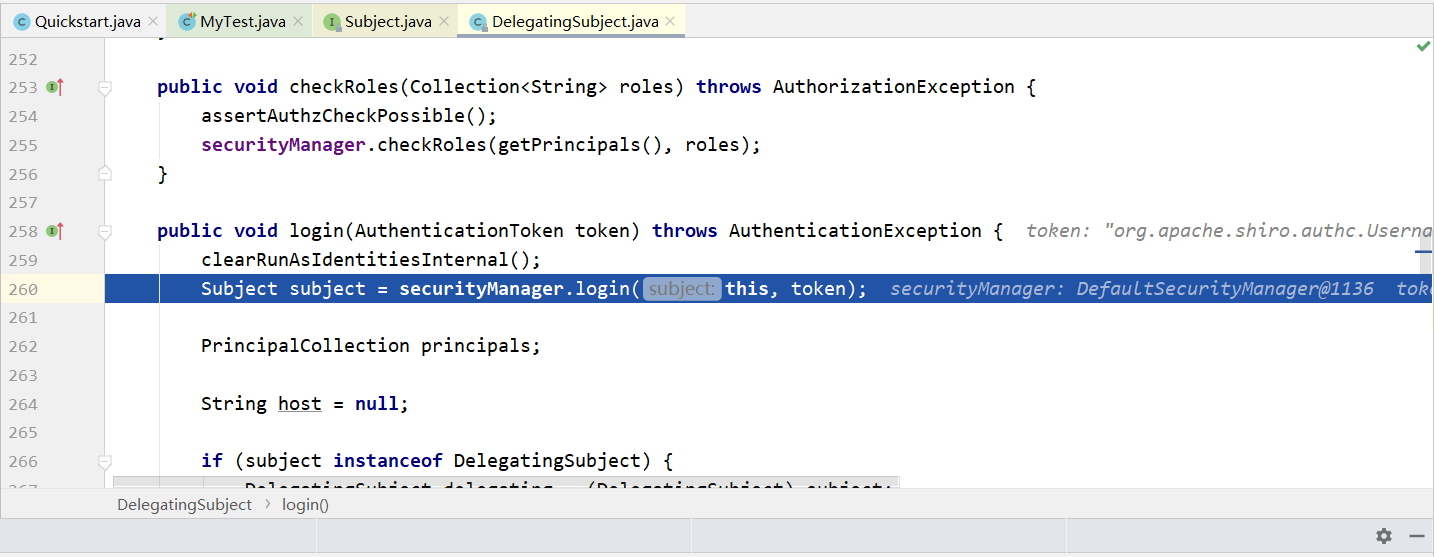 Quickstart.java MyTest.java Subject.java DelegatingSubject.java
252
253 public void checkRoles(Collection<String> roles) throws AuthorizationException {
254 assertAuthzCheckPossible();
255 securityManager.checkRoles(getPrincipals(), roles);
256 }
257
258 public void login(AuthenticationToken token) throws AuthenticationException { token: "org.apache.shiro.authc.Userna
259 clearRunAsIdentitiesInternal();
260 Subject subject = securityManager.login( subject: this, token); securityManager: DefaultSecurityManager@1136 toke
261
262 PrincipalCollection principals;
263
264 String host = null;
265
266 if (subject instanceof DelegatingSubject) {
DelegatingSubject > login()